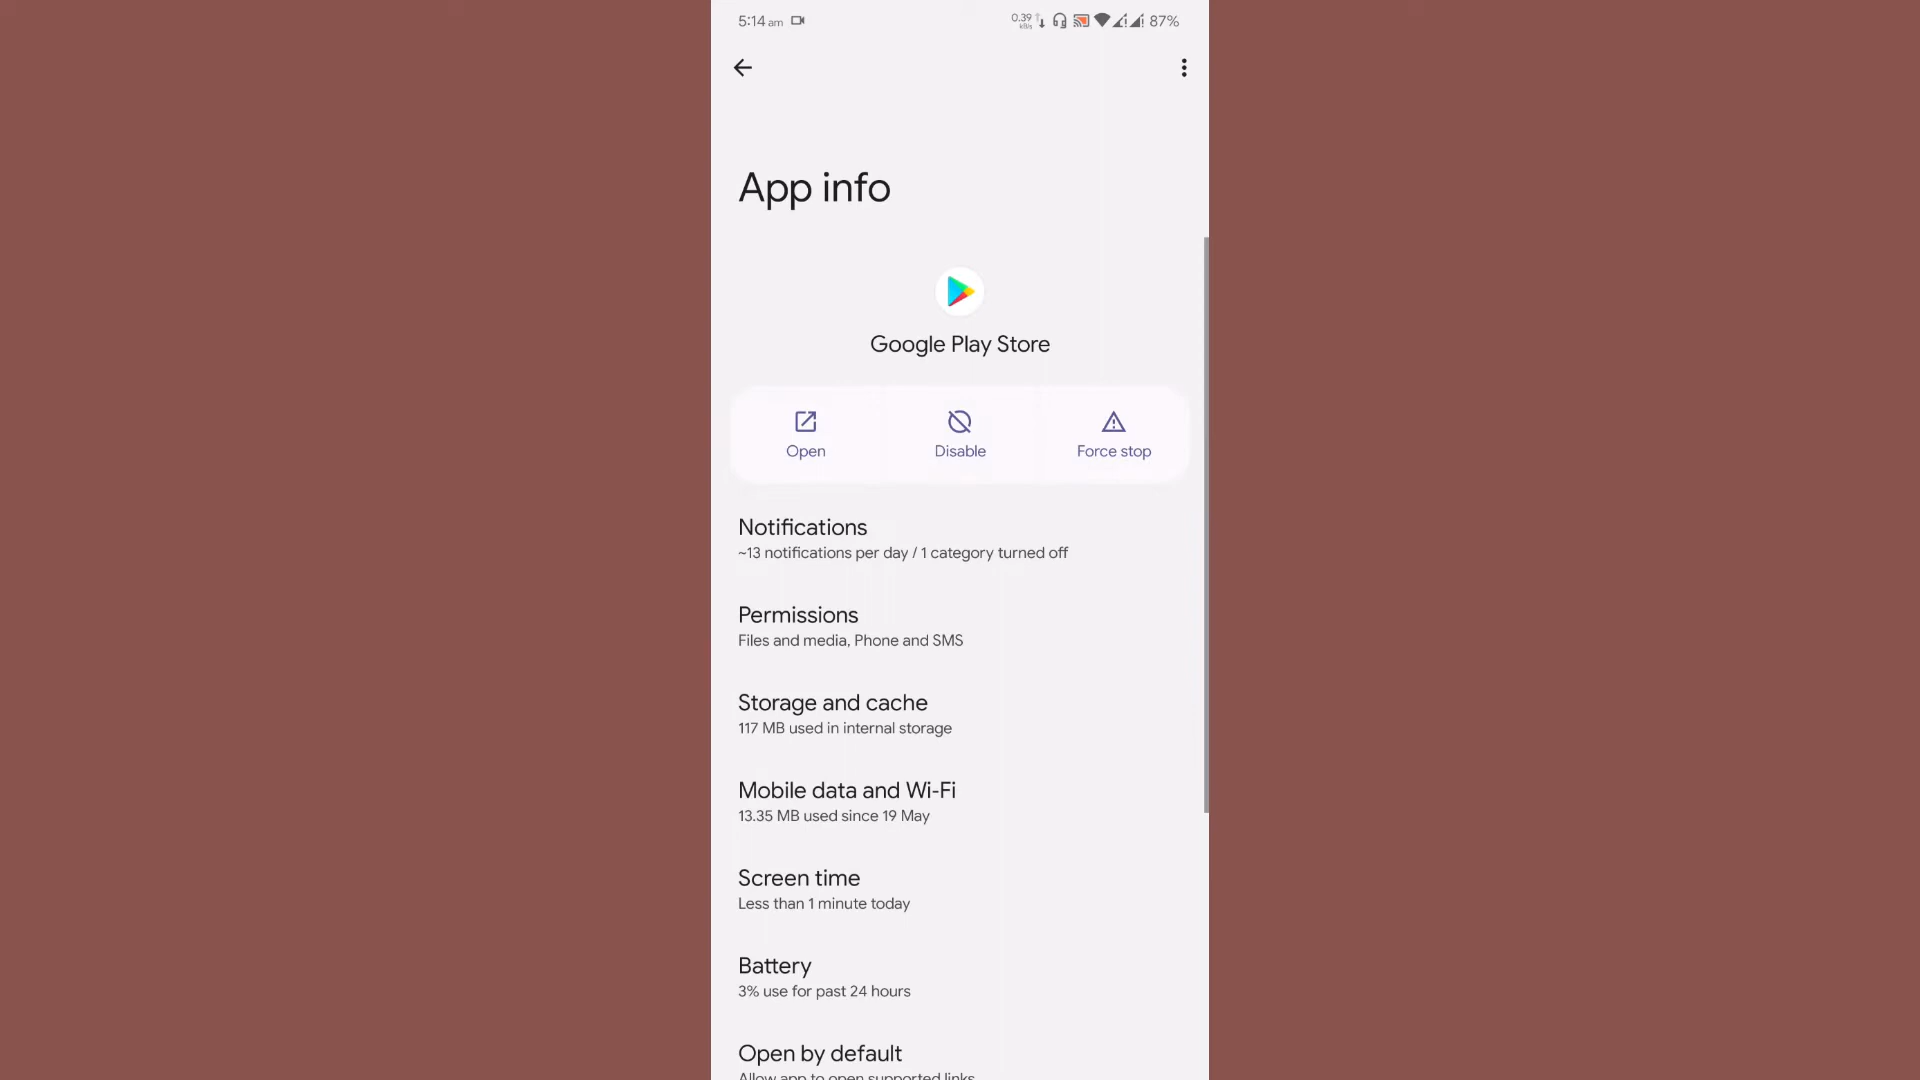 5:14 am
0.39 kB/s
87%
App info
Google Play Store
Open
Disable
Force stop
Notifications
~13 notifications per day / 1 category turned off
Permissions
Files and media, Phone and SMS
Storage and cache
117 MB used in internal storage
Mobile data and Wi-Fi
13.35 MB used since 19 May
Screen time
Less than 1 minute today
Battery
3% use for past 24 hours
Open by default
Allow app to open supported links